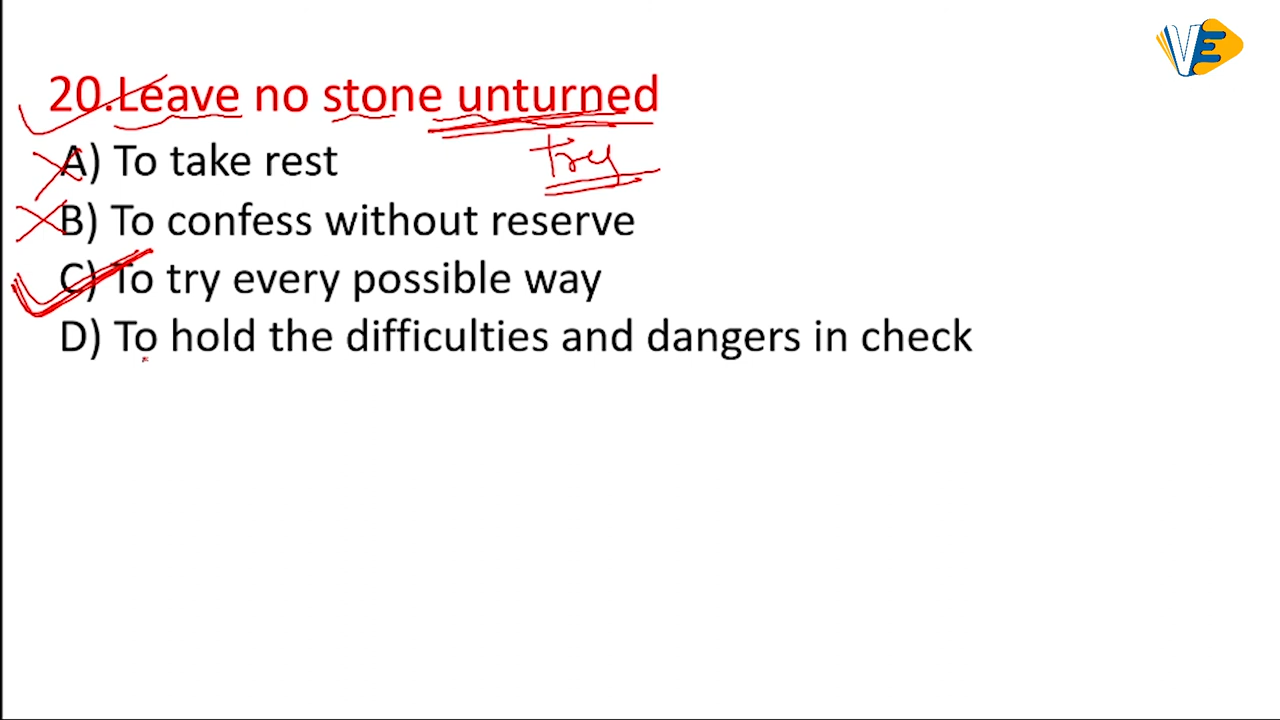 VE
20.Leave no stone unturned
A) To take rest
try
B) To confess without reserve
C) To try every possible way
D) To hold the difficulties and dangers in check